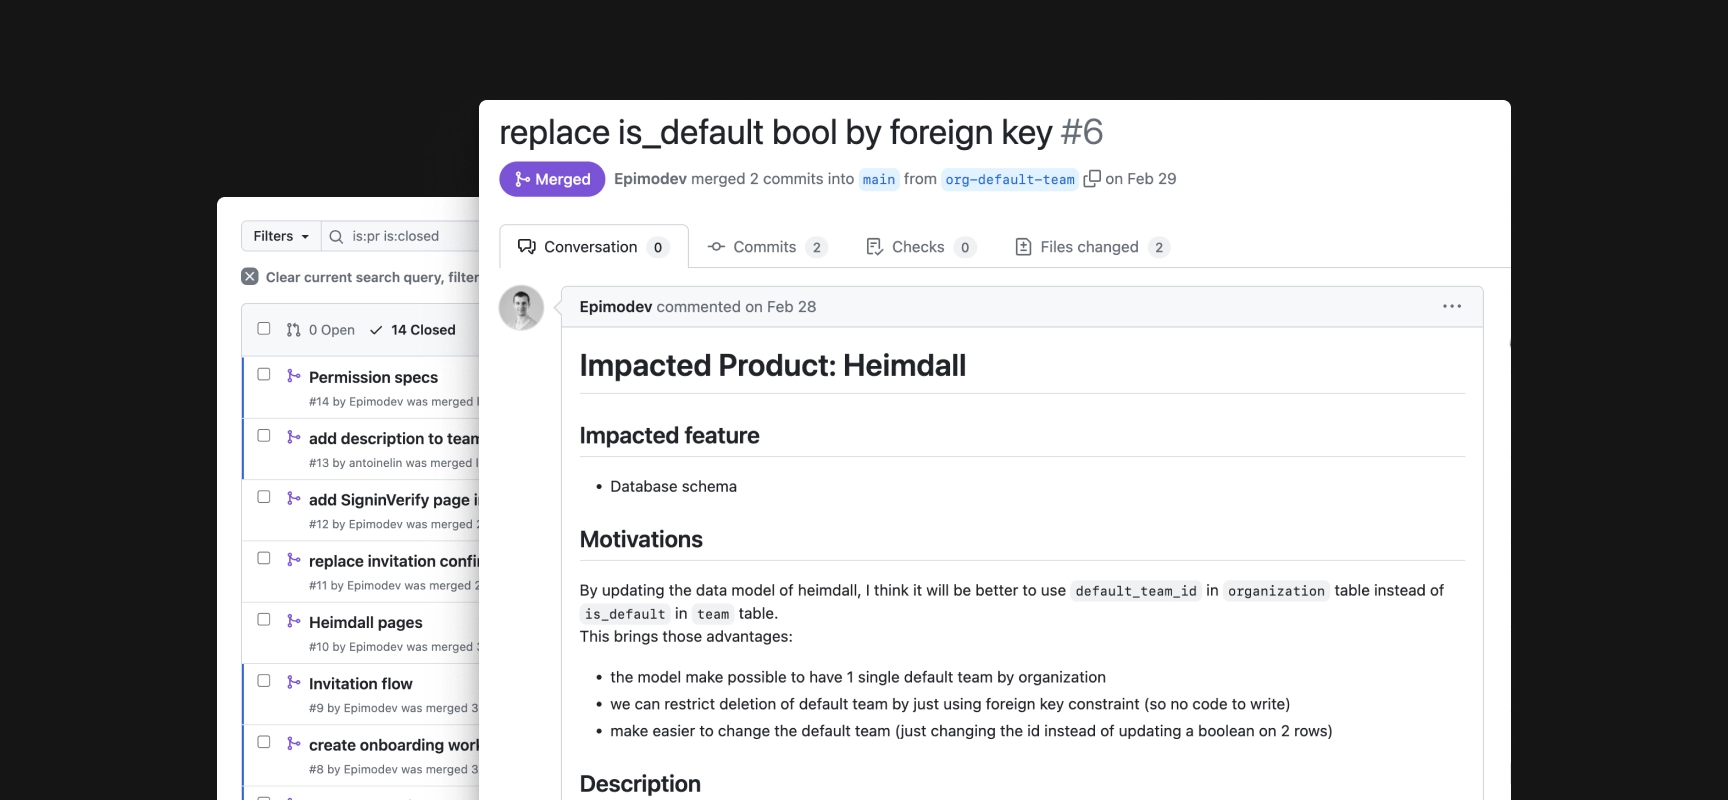 replace is_default bool by foreign key #6
Merged Epimodev merged 2 commits into main from org-default-team on Feb 29
Conversation 0 Commits 2 Checks 0 Files changed 2
Epimodev commented on Feb 28
Impacted Product: Heimdall
Impacted feature
• Database schema
Motivations
By updating the data model of heimdall, I think it will be better to use default_team_id in organization table instead of
is_default in team table.
This brings those advantages:
• the model make possible to have 1 single default team by organization
• we can restrict deletion of default team by just using foreign key constraint (so no code to write)
• make easier to change the default team (just changing the id instead of updating a boolean on 2 rows)
Description
Filters is:pr is:closed
Clear current search query, filter
0 Open 14 Closed
Permission specs
#14 by Epimodev was merged
add description to team
#13 by antoinelin was merged
add SigninVerify page
#12 by Epimodev was merged 2
replace invitation confi
#11 by Epimodev was merged 2
Heimdall pages
#10 by Epimodev was merged 3
Invitation flow
#9 by Epimodev was merged 3
create onboarding work
#8 by Epimodev was merged 3